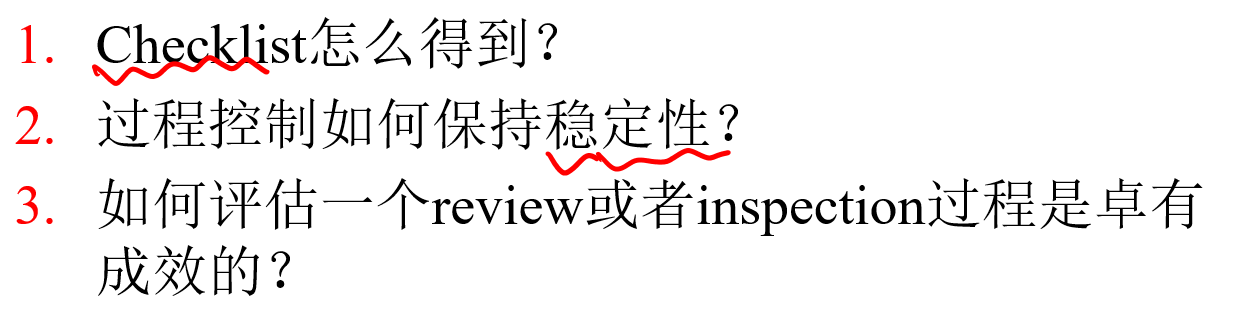 1. Checklist怎么得到？
2. 过程控制如何保持稳定性？
3. 如何评估一个review或者inspection过程是卓有
成效的？